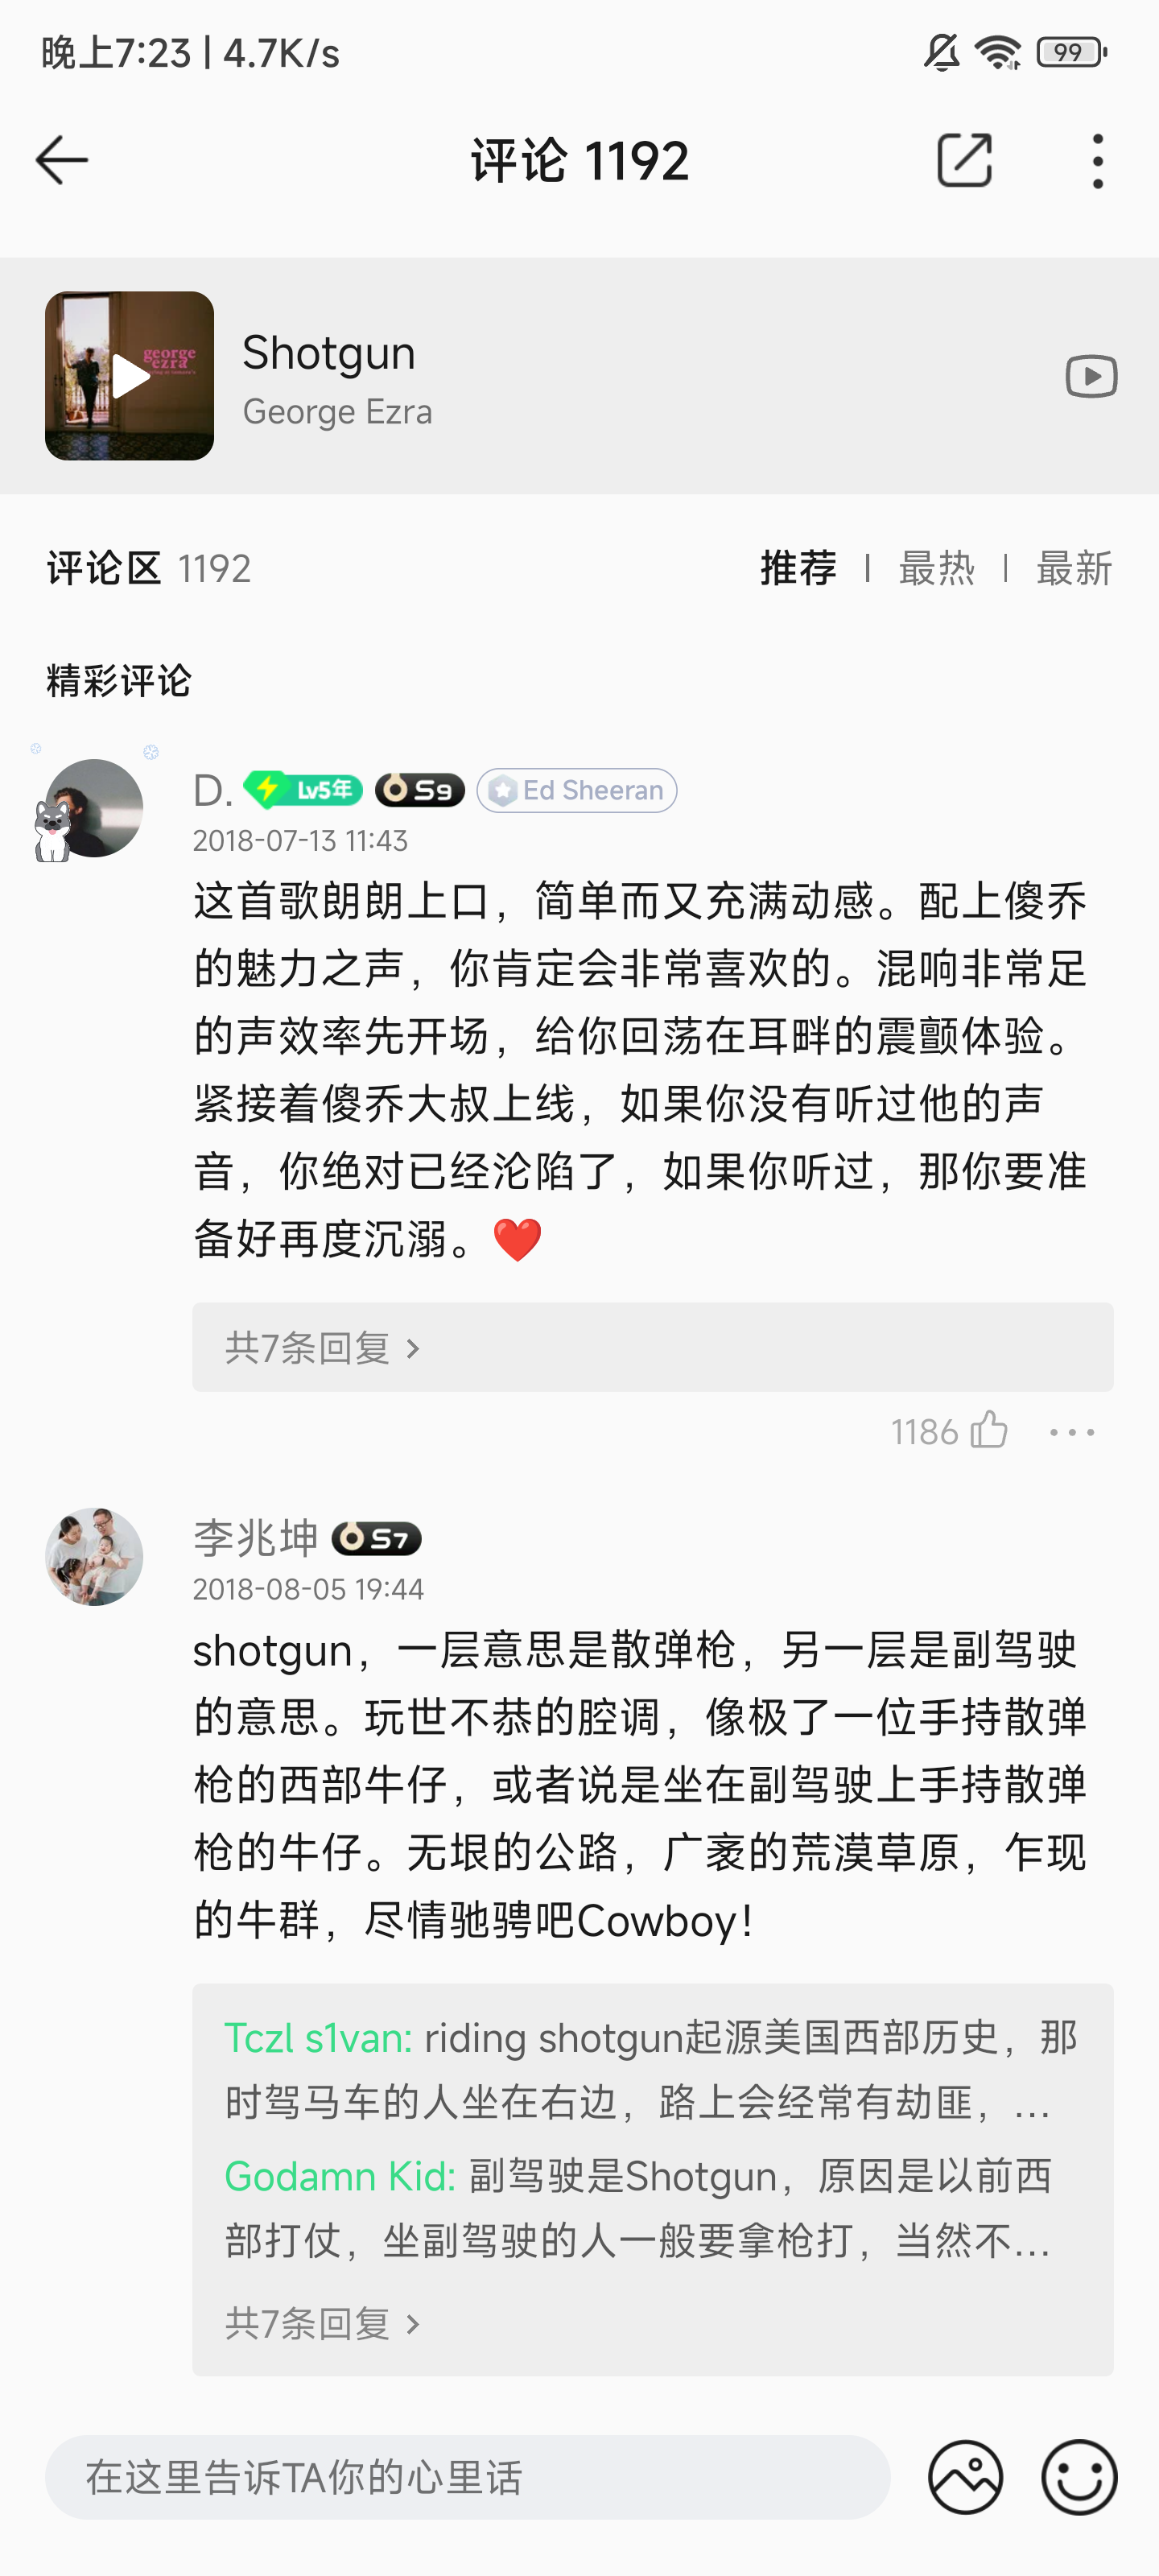 晚上7:23 | 4.7K/s
99
评论 1192
george
ezra
Shotgun
George Ezra
评论区 1192
推荐 | 最热 | 最新
精彩评论
D. Lv5年 S9 Ed Sheeran
2018-07-13 11:43
这首歌朗朗上口，简单而又充满动感。配上傻乔
的魅力之声，你肯定会非常喜欢的。混响非常足
的声效率先开场，给你回荡在耳畔的震颤体验。
紧接着傻乔大叔上线，如果你没有听过他的声
音，你绝对已经沦陷了，如果你听过，那你要准
备好再度沉溺。❤️
共7条回复 >
1186
李兆坤 S7
2018-08-05 19:44
shotgun，一层意思是散弹枪，另一层是副驾驶
的意思。玩世不恭的腔调，像极了一位手持散弹
枪的西部牛仔，或者说是坐在副驾驶上手持散弹
枪的牛仔。无垠的公路，广袤的荒漠草原，乍现
的牛群，尽情驰骋吧Cowboy！
Tczl s1van: riding shotgun起源美国西部历史，那
时驾马车的人坐在右边，路上会经常有劫匪，...
Godamn Kid: 副驾驶是Shotgun，原因是以前西
部打仗，坐副驾驶的人一般要拿枪打，当然不...
共7条回复 >
在这里告诉TA你的心里话